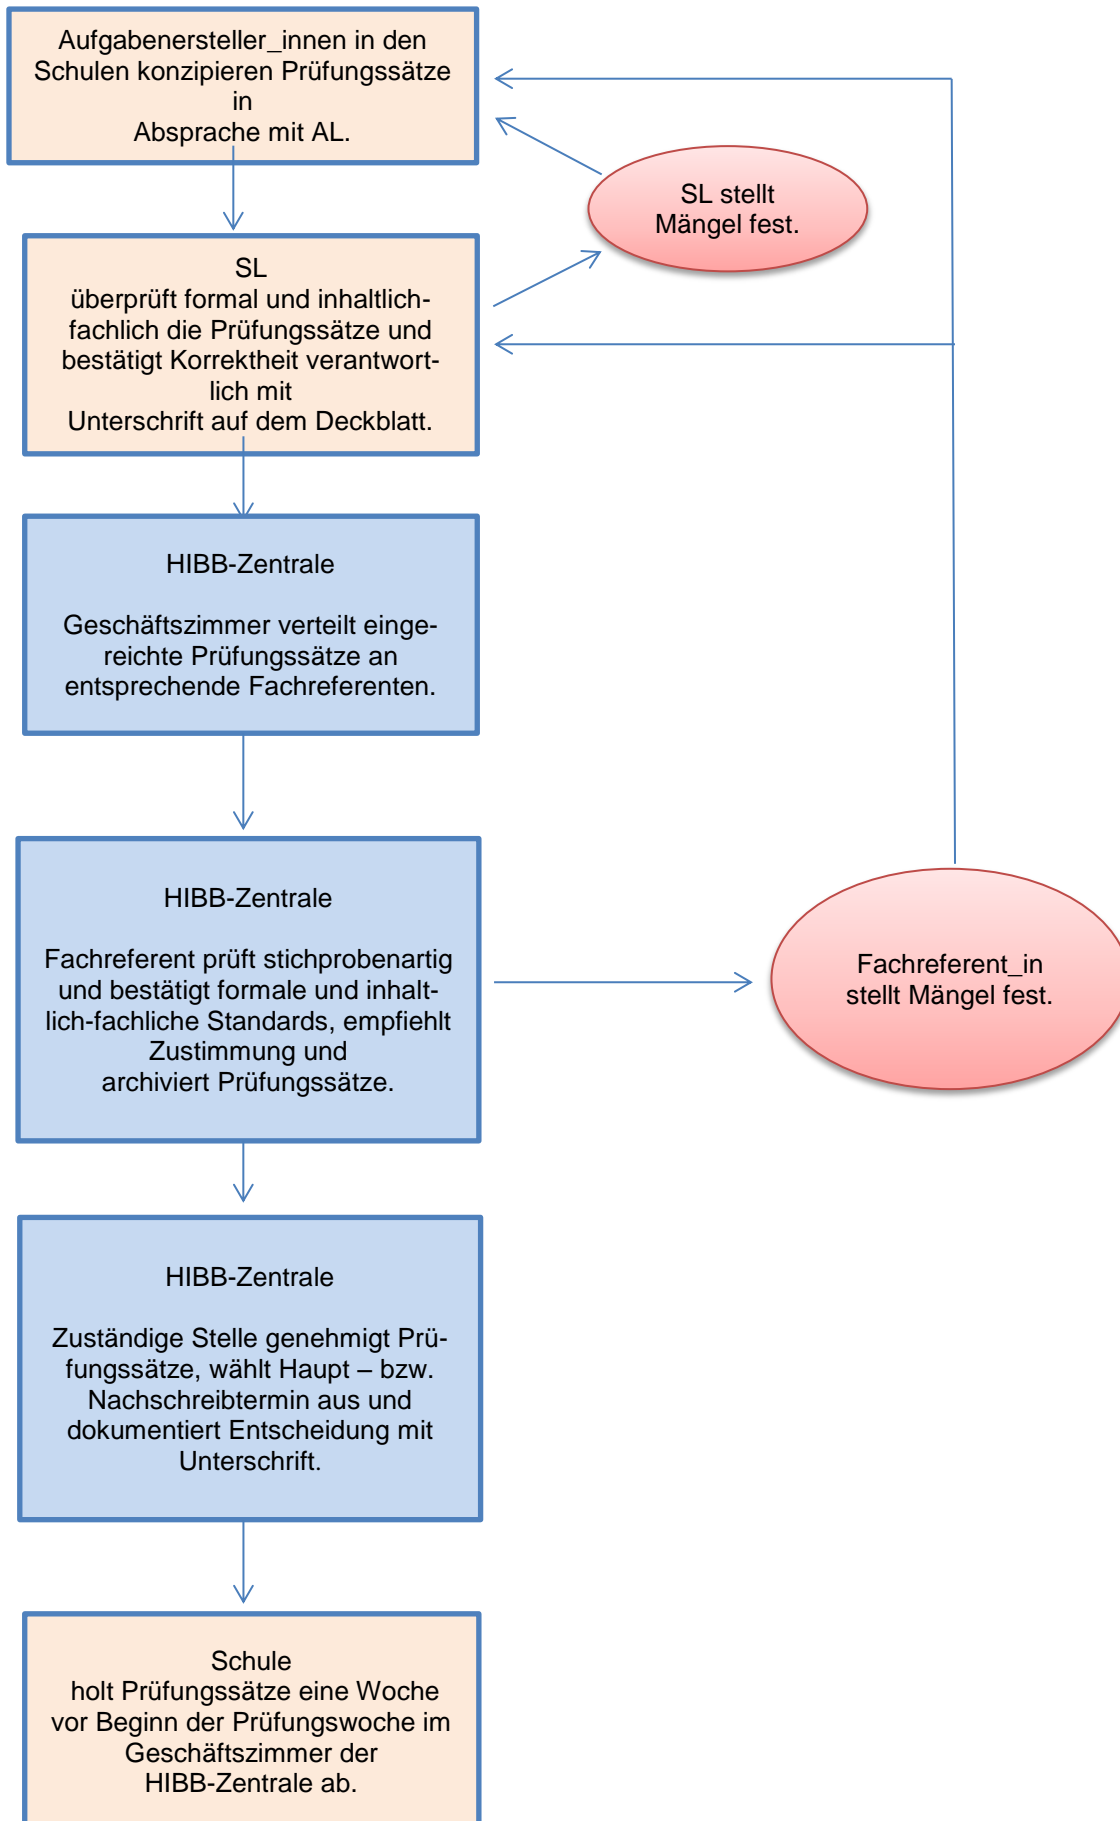 Aufgabenersteller_innen in den
Schulen konzipieren Prüfungssätze
in
Absprache mit AL.
SL stellt
Mängel fest.
SL
überprüft formal und inhaltlich-
fachlich die Prüfungssätze und
bestätigt Korrektheit verantwort-
lich mit
Unterschrift auf dem Deckblatt.
HIBB-Zentrale
Geschäftszimmer verteilt einge-
reichte Prüfungssätze an
entsprechende Fachreferenten.
HIBB-Zentrale
Fachreferent prüft stichprobenartig
und bestätigt formale und inhalt-
lich-fachliche Standards, empfiehlt
Zustimmung und
archiviert Prüfungssätze.
Fachreferent_in
stellt Mängel fest.
HIBB-Zentrale
Zuständige Stelle genehmigt Prü-
fungssätze, wählt Haupt – bzw.
Nachschreibtermin aus und
dokumentiert Entscheidung mit
Unterschrift.
Schule
holt Prüfungssätze eine Woche
vor Beginn der Prüfungswoche im
Geschäftszimmer der
HIBB-Zentrale ab.